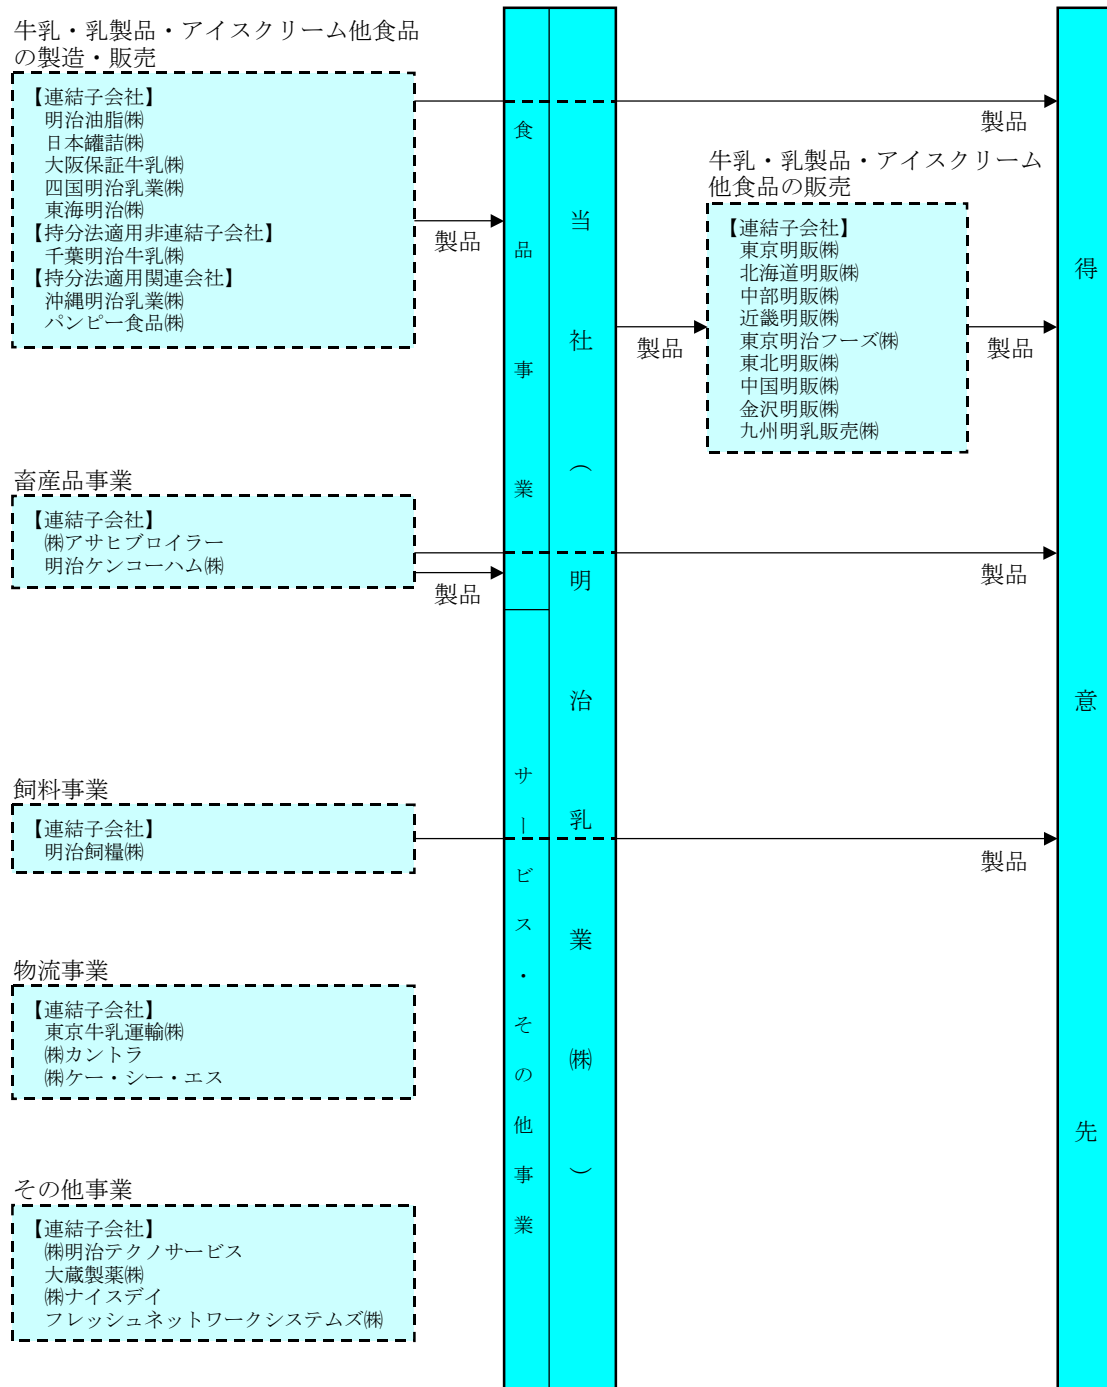 牛乳・乳製品・アイスクリーム他食品
の製造・販売
【連結子会社】
明治油脂㈱
日本罐詰㈱
大阪保証牛乳㈱
四国明治乳業㈱
東海明治㈱
【持分法適用非連結子会社】
千葉明治牛乳㈱
【持分法適用関連会社】
沖縄明治乳業㈱
パンピー食品㈱
製品
畜産品事業
【連結子会社】
㈱アサヒブロイラー
明治ケンコーハム㈱
製品
飼料事業
【連結子会社】
明治飼糧㈱
物流事業
【連結子会社】
東京牛乳運輸㈱
㈱カントラ
㈱ケー・シー・エス
その他事業
【連結子会社】
㈱明治テクノサービス
大蔵製薬㈱
㈱ナイスデイ
フレッシュネットワークシステムズ㈱
食品事業
サービス・その他事業
当社（明治乳業㈱）
製品
牛乳・乳製品・アイスクリーム
他食品の販売
【連結子会社】
東京明販㈱
北海道明販㈱
中部明販㈱
近畿明販㈱
東京明治フーズ㈱
東北明販㈱
中国明販㈱
金沢明販㈱
九州明乳販売㈱
製品
製品
製品
製品
得意先